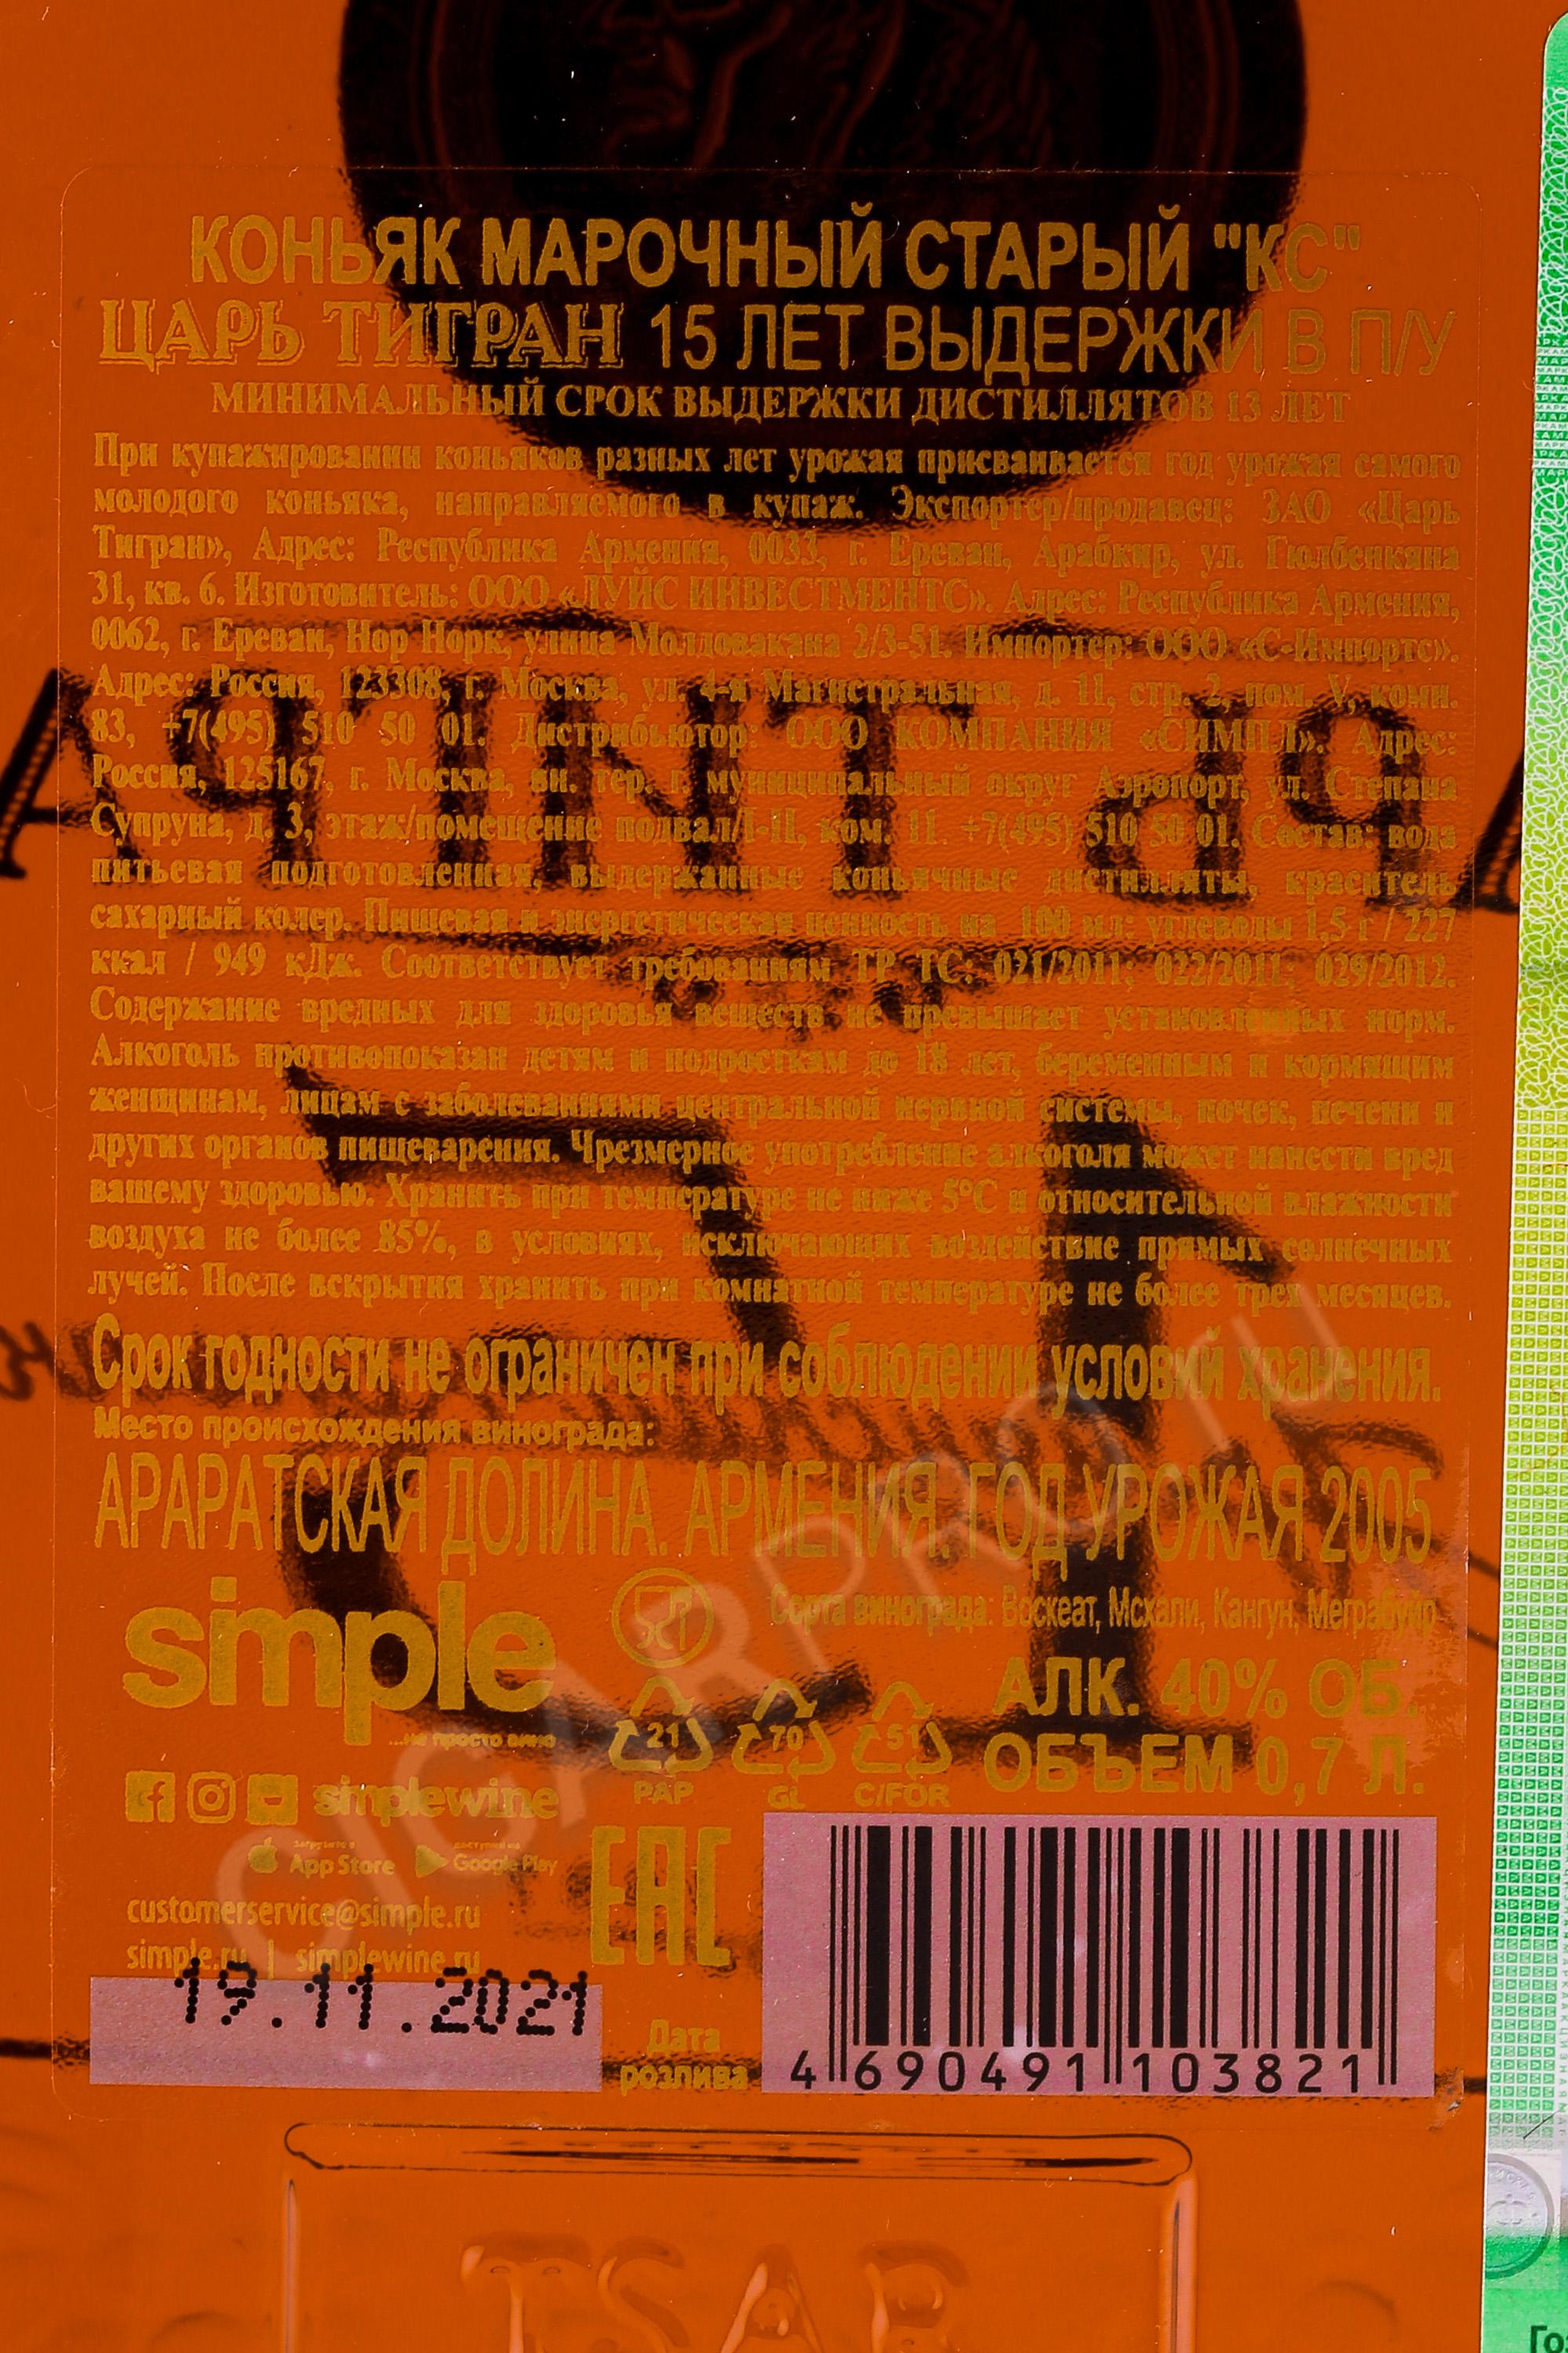 КОНЬЯК МАРОЧНЫЙ СТАРЫЙ "КС"
ЦАРЬ ТИГРАН 15 ЛЕТ ВЫДЕРЖКИ В П/У
МИНИМАЛЬНЫЙ СРОК ВЫДЕРЖКИ ДИСТИЛЛЯТОВ 13 ЛЕТ
При купажировании коньяков разных лет урожая присваивается год урожая самого
молодого коньяка, направляемого в купаж. Экспортер/продавец: ЗАО «Царь
Тигран», Адрес: Республика Армения, 0033, г. Ереван, Арабкир, ул. Гюлбенкяна
31, кв. 6. Изготовитель: ООО «ЛУЙС ИНВЕСТМЕНТС». Адрес: Республика Армения,
0062, г. Ереван, Нор Норк, улица Молдовакана 2/3-51. Импортер: ООО «С-Импортс».
Адрес: Россия, 123308, г. Москва, ул. 4-я Магистральная, д. 11, стр. 2, пом. V, комн.
83, +7(495) 510 50 01. Дистрибьютор: ООО КОМПАНИЯ «СИМПЛ». Адрес:
Россия, 125167, г. Москва, вн. тер. г. муниципальный округ Аэропорт, ул. Степана
Супруна, д. 3, этаж/помещение подвал/I-II, ком. 11. +7(495) 510 50 01. Состав: вода
питьевая подготовленная, выдержанные коньячные дистилляты, краситель
сахарный колер. Пищевая и энергетическая ценность на 100 мл: углеводы 1,5 г / 227
ккал / 949 кДж. Соответствует требованиям ТР ТС: 021/2011; 022/2011; 029/2012.
Содержание вредных для здоровья веществ не превышает установленных норм.
Алкоголь противопоказан детям и подросткам до 18 лет, беременным и кормящим
женщинам, лицам с заболеваниями центральной нервной системы, почек, печени и
других органов пищеварения. Чрезмерное употребление алкоголя может нанести вред
вашему здоровью. Хранить при температуре не ниже 5°С и относительной влажности
воздуха не более 85%, в условиях, исключающих воздействие прямых солнечных
лучей. После вскрытия хранить при комнатной температуре не более трех месяцев.
Срок годности не ограничен при соблюдении условий хранения.
Место происхождения винограда:
АРАРАТСКАЯ ДОЛИНА. АРМЕНИЯ. ГОД УРОЖАЯ 2005
Сорта винограда: Воскеат, Мсхали, Кангун, Меграбуйр
simple
...не просто вино
АЛК. 40% ОБ.
ОБЪЕМ 0,7 Л.
21 70 51
PAP GL C/FOR
simplewine
Загрузите в App Store
доступно на Google Play
customerservice@simple.ru
simple.ru | simplewine.ru
EAC
19.11.2021
Дата
розлива
4 690491 103821
CIGARPRO.ru
TSAR